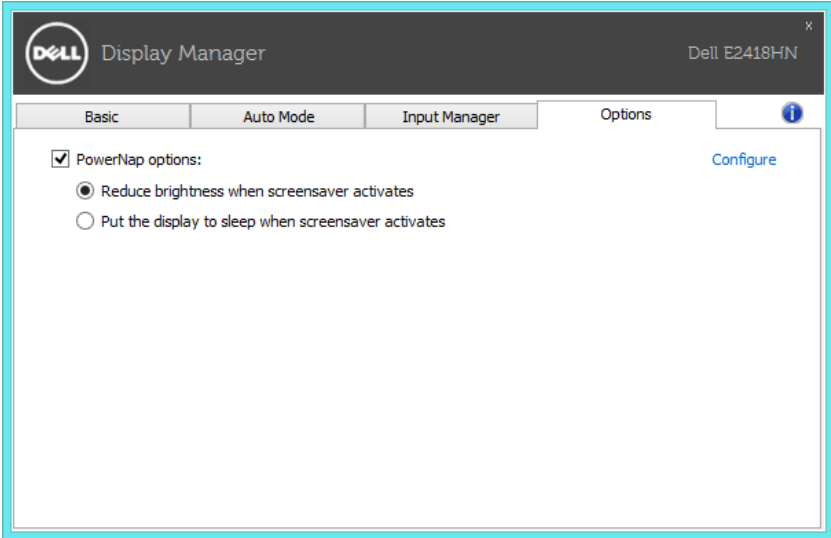 x
DELL Display Manager Dell E2418HN
Basic Auto Mode Input Manager Options i
PowerNap options: Configure
Reduce brightness when screensaver activates
Put the display to sleep when screensaver activates